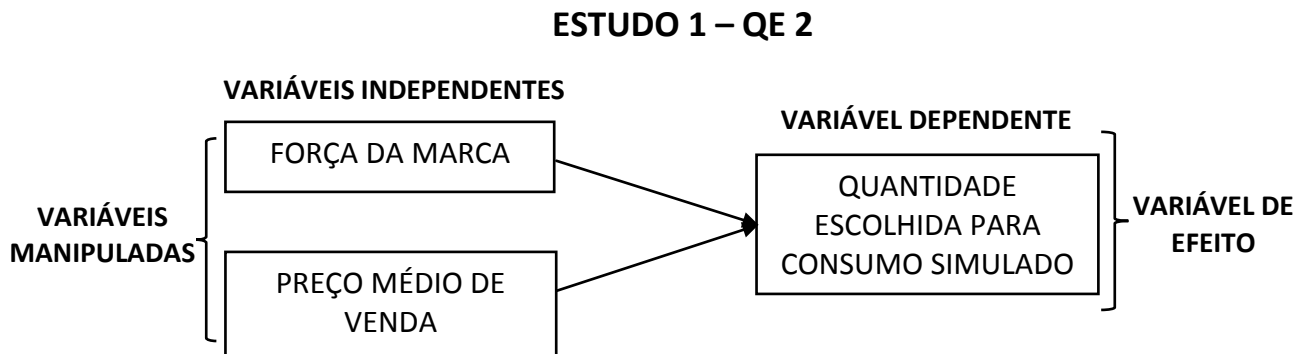 ESTUDO 1 – QE 2
VARIÁVEIS INDEPENDENTES
FORÇA DA MARCA
VARIÁVEIS
MANIPULADAS
PREÇO MÉDIO DE
VENDA
VARIÁVEL DEPENDENTE
QUANTIDADE
ESCOLHIDA PARA
CONSUMO SIMULADO
VARIÁVEL DE
EFEITO